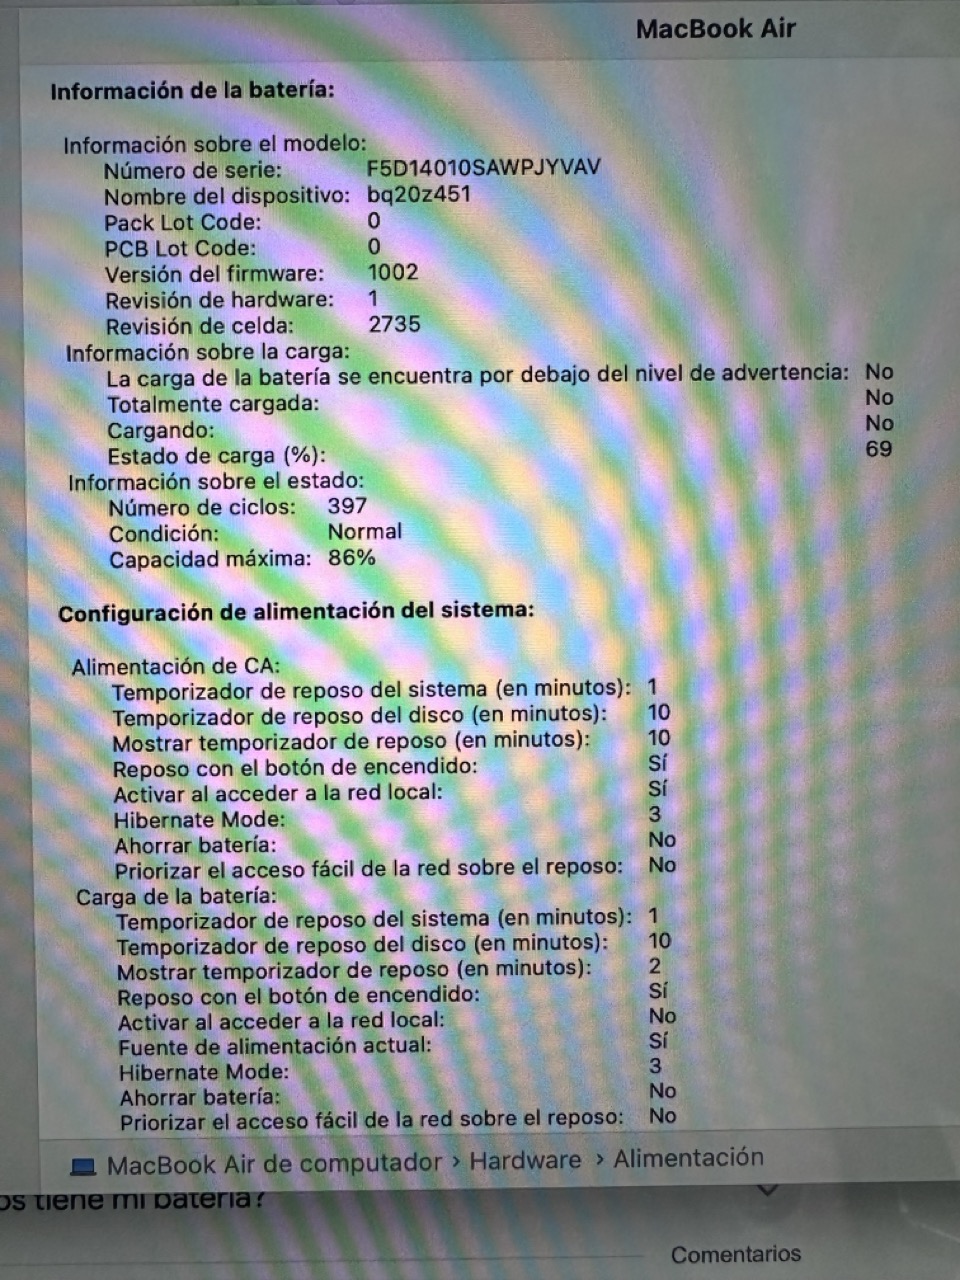 MacBook Air
Información de la batería:
Información sobre el modelo:
Número de serie: F5D14010SAWPJYVAV
Nombre del dispositivo: bq20z451
Pack Lot Code: 0
PCB Lot Code: 0
Versión del firmware: 1002
Revisión de hardware: 1
Revisión de celda: 2735
Información sobre la carga:
La carga de la batería se encuentra por debajo del nivel de advertencia: No
Totalmente cargada: No
Cargando: No
Estado de carga (%): 69
Información sobre el estado:
Número de ciclos: 397
Condición: Normal
Capacidad máxima: 86%
Configuración de alimentación del sistema:
Alimentación de CA:
Temporizador de reposo del sistema (en minutos): 1
Temporizador de reposo del disco (en minutos): 10
Mostrar temporizador de reposo (en minutos): 10
Reposo con el botón de encendido: Sí
Activar al acceder a la red local: Sí
Hibernate Mode: 3
Ahorrar batería: No
Priorizar el acceso fácil de la red sobre el reposo: No
Carga de la batería:
Temporizador de reposo del sistema (en minutos): 1
Temporizador de reposo del disco (en minutos): 10
Mostrar temporizador de reposo (en minutos): 2
Reposo con el botón de encendido: Sí
Activar al acceder a la red local: No
Fuente de alimentación actual: Sí
Hibernate Mode: 3
Ahorrar batería: No
Priorizar el acceso fácil de la red sobre el reposo: No
MacBook Air de computador › Hardware › Alimentación
os tiene mi batería?
Comentarios